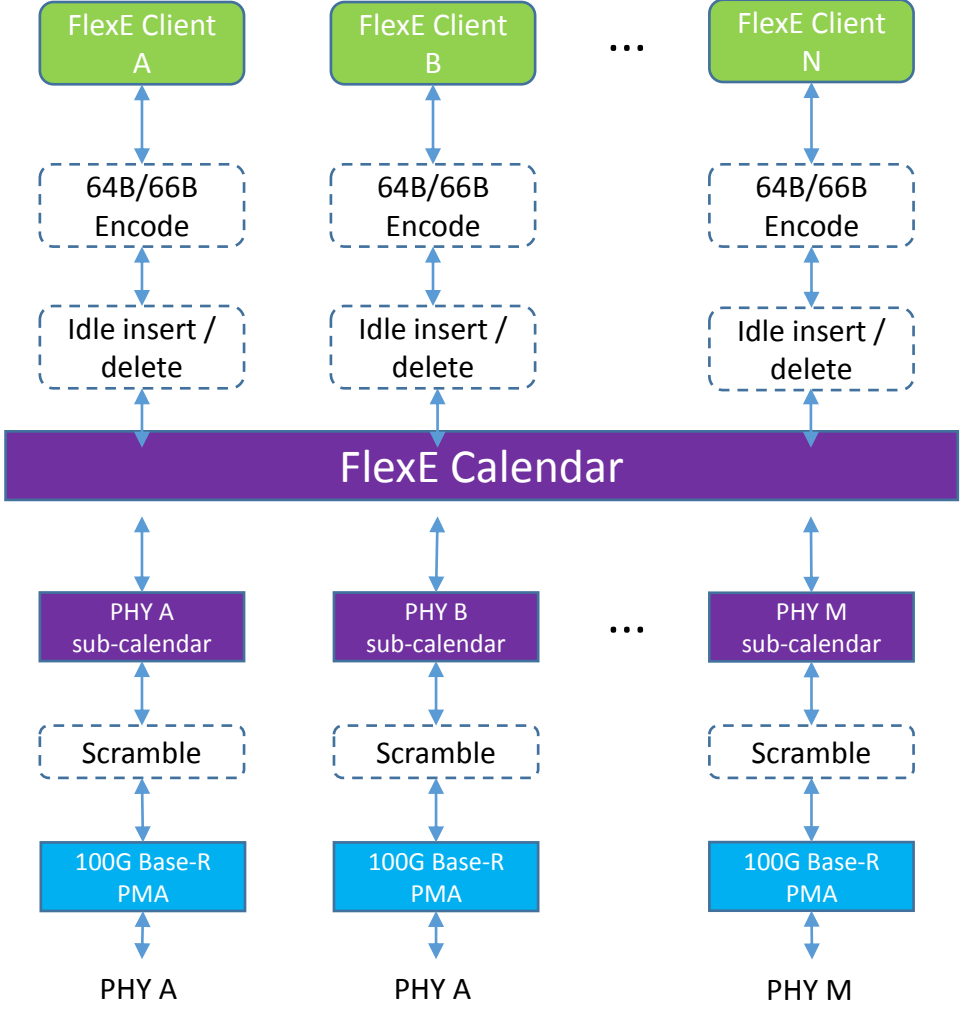 FlexE Client
A
FlexE Client
B
...
FlexE Client
N
64B/66B
Encode
64B/66B
Encode
64B/66B
Encode
Idle insert /
delete
Idle insert /
delete
Idle insert /
delete
FlexE Calendar
PHY A
sub-calendar
PHY B
sub-calendar
...
PHY M
sub-calendar
Scramble
Scramble
Scramble
100G Base-R
PMA
100G Base-R
PMA
100G Base-R
PMA
PHY A
PHY A
PHY M